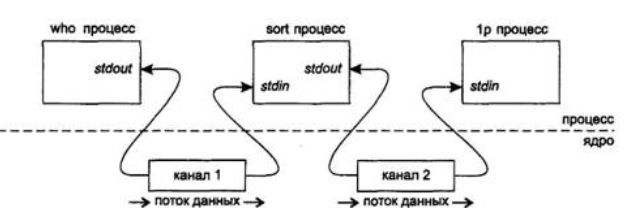 who процесс
sort процесс
1р процесс
stdout
stdin
stdout
stdin
процесс
ядро
канал 1
канал 2
поток данных
поток данных